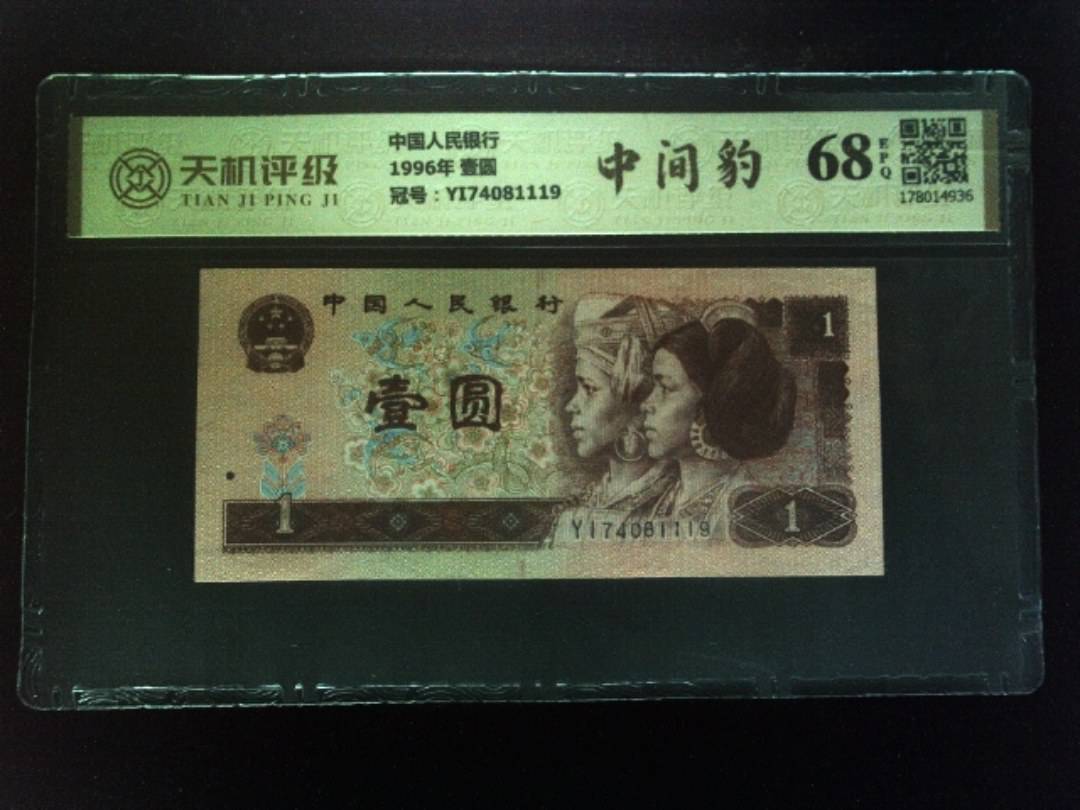 天机评级
TIAN JI PING JI
中国人民银行
1996年 壹圆
冠号：YI74081119
中间豹
68
EPQ
178014936
中国人民银行
1
壹圆
1
YI74081119
1